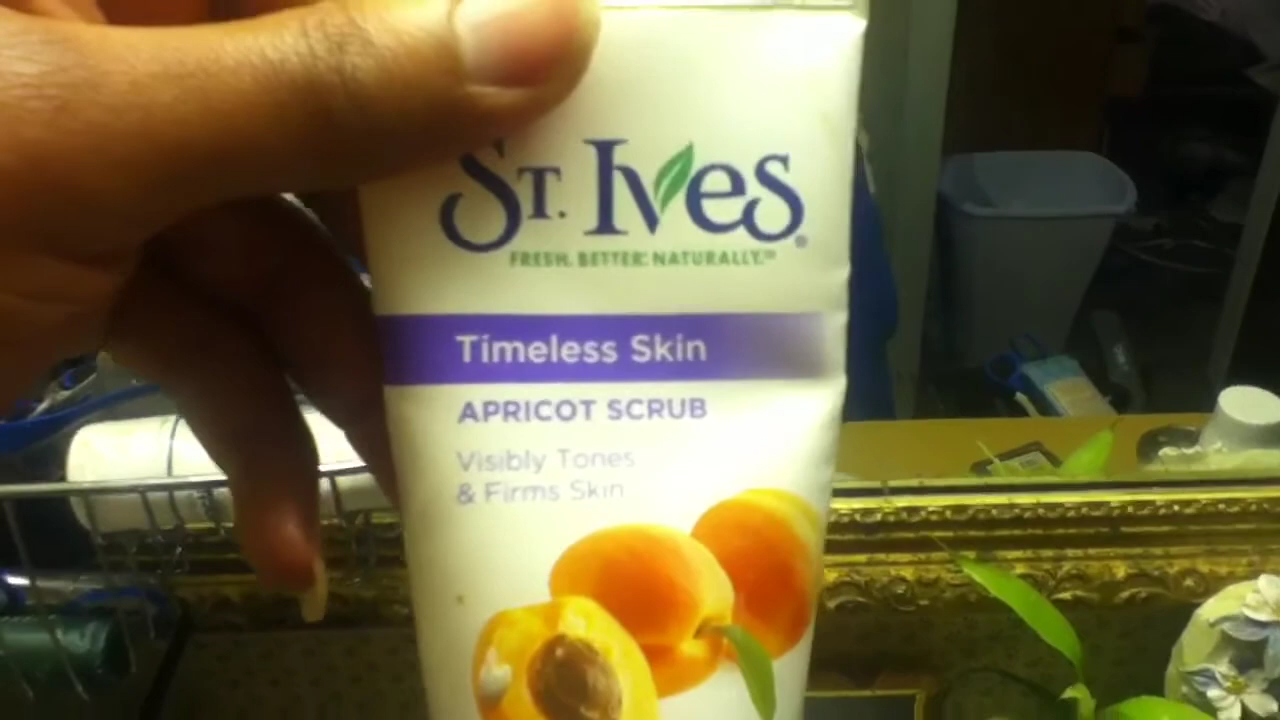 St. Ives®
FRESH. BETTER. NATURALLY.™
Timeless Skin
APRICOT SCRUB
Visibly Tones
& Firms Skin